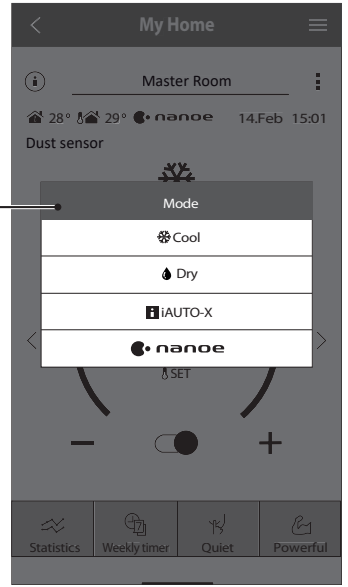 My Home
Master Room
28° 29° nanoe 14.Feb 15:01
Dust sensor
Mode
Cool
Dry
iAUTO-X
nanoe
SET
Statistics Weekly timer Quiet Powerful